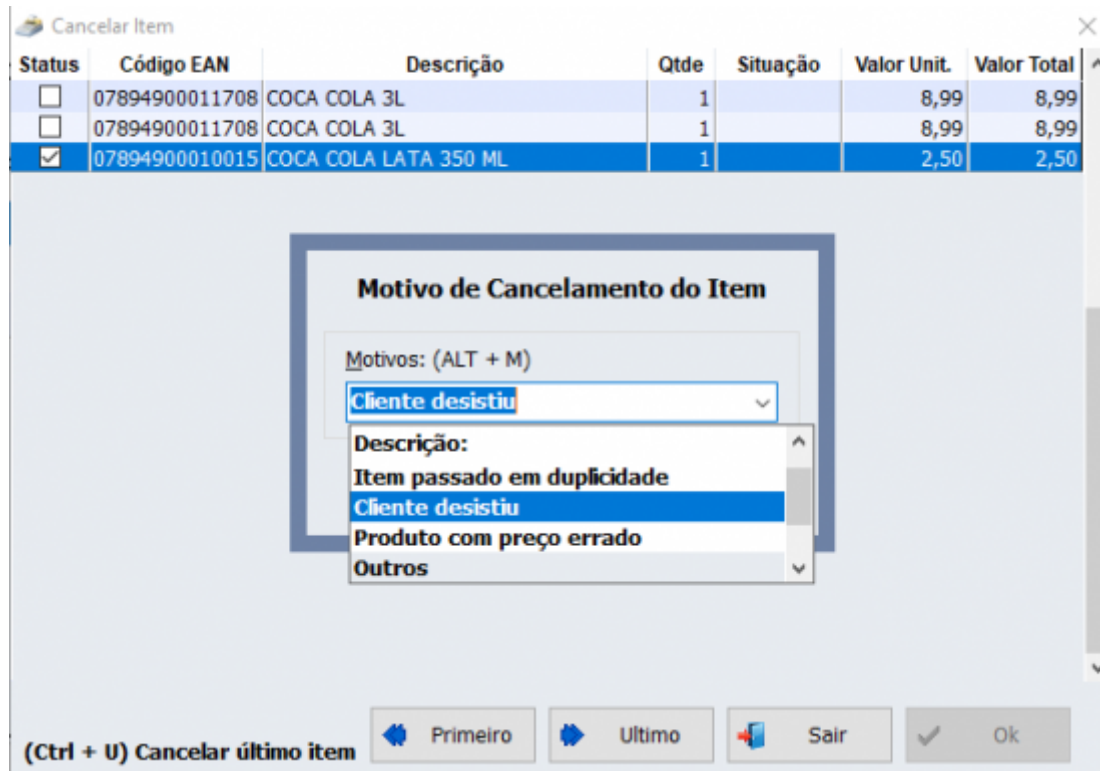 Cancelar Item
Status Código EAN Descrição Qtde Situação Valor Unit. Valor Total
07894900011708 COCA COLA 3L 1 8,99 8,99
07894900011708 COCA COLA 3L 1 8,99 8,99
07894900010015 COCA COLA LATA 350 ML 1 2,50 2,50
Motivo de Cancelamento do Item
Motivos: (ALT + M)
Cliente desistiu
Descrição:
Item passado em duplicidade
Cliente desistiu
Produto com preço errado
Outros
(Ctrl + U) Cancelar último item Primeiro Ultimo Sair Ok